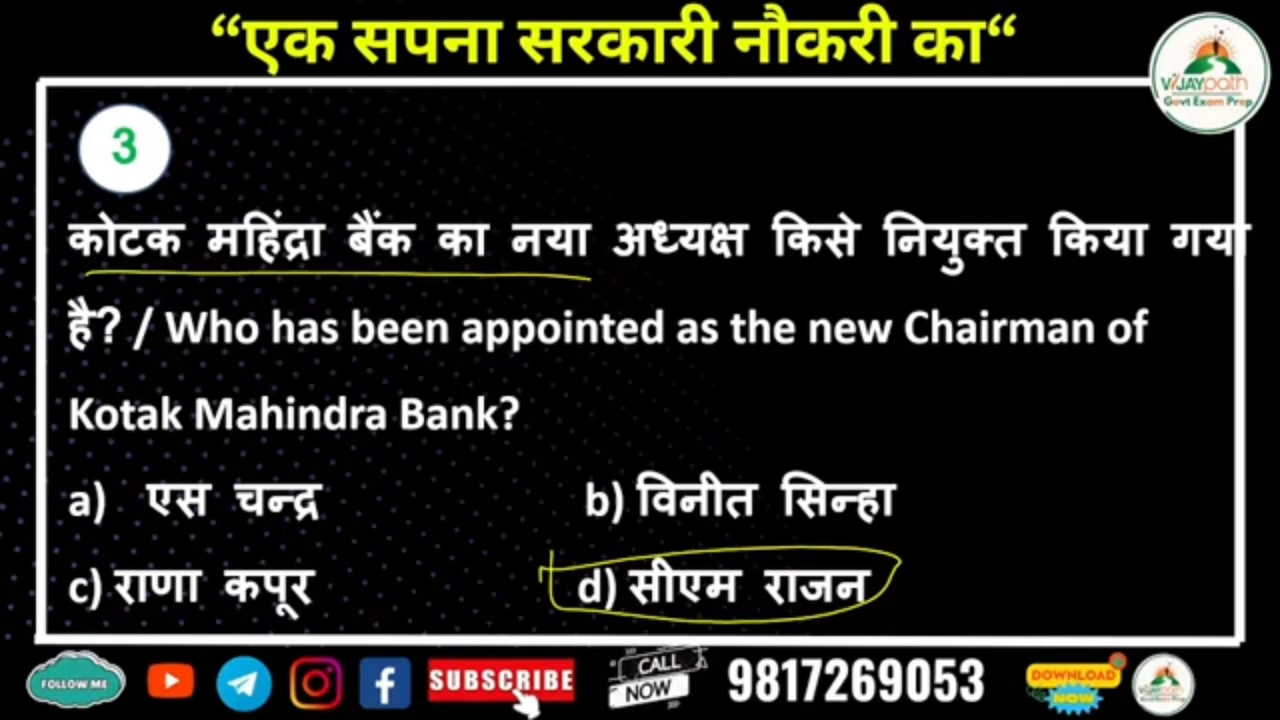 “एक सपना सरकारी नौकरी का“
VIJAYpath
Govt Exam Prep
3
कोटक महिंद्रा बैंक का नया अध्यक्ष किसे नियुक्त किया गया
है? / Who has been appointed as the new Chairman of
Kotak Mahindra Bank?
a) एस चन्द्र b) विनीत सिन्हा
c) राणा कपूर d) सीएम राजन
FOLLOW ME SUBSCRIBE CALL NOW 9817269053 DOWNLOAD NOW